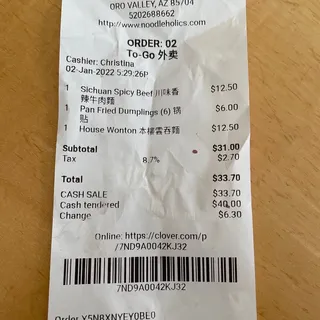 ORO VALLEY, AZ 85704
5202688662
http://www.noodleholics.com
ORDER: 02
To-Go 外卖
Cashier: Christina
02-Jan-2022 5:29:26P
1 Sichuan Spicy Beef 川味香 $12.50
辣牛肉麵
1 Pan Fried Dumplings (6) 锅 $6.00
贴
1 House Wonton 本樓雲吞麵 $12.50
Subtotal $31.00
Tax 8.7% $2.70
Total $33.70
CASH SALE $33.70
Cash tendered $40.00
Change $6.30
Online: https://clover.com/p
/7ND9A0042KJ32
7ND9A0042KJ32
Order X5N8XNYEY0BE0